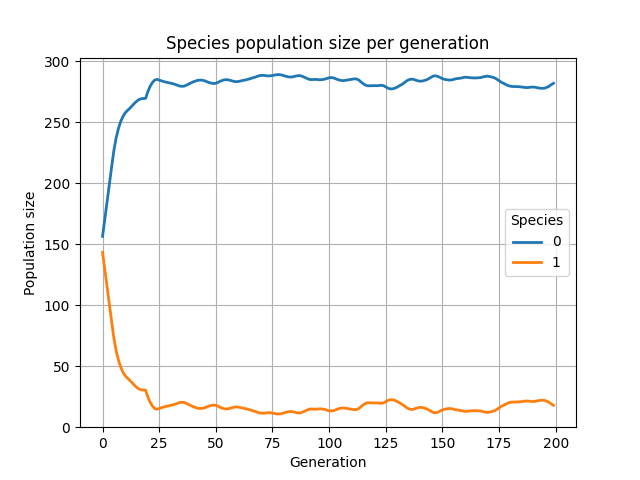 Species population size per generation
300
250
200
150
100
50
0
Population size
Species
0
1
0 25 50 75 100 125 150 175 200
Generation